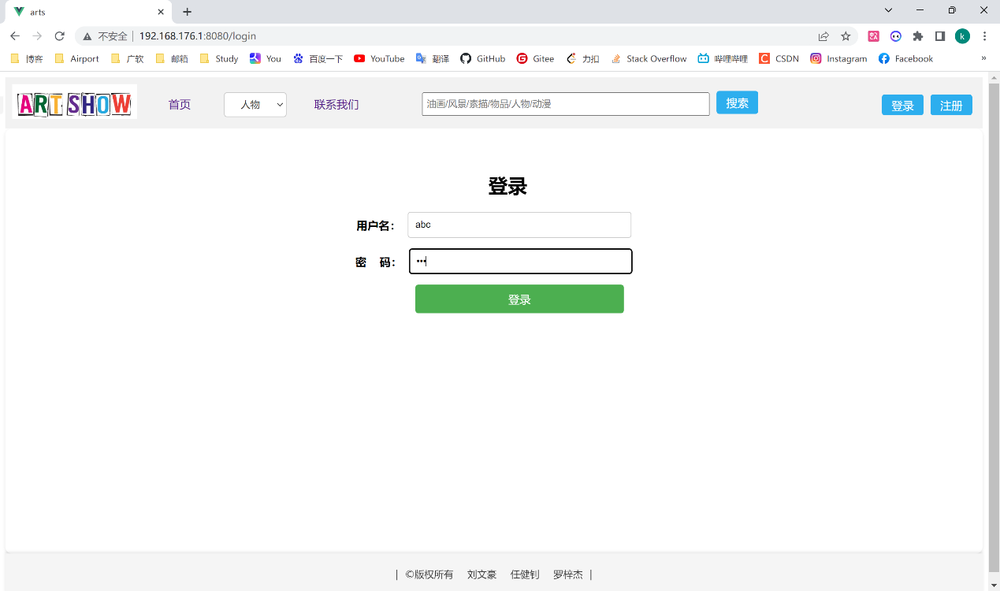 arts
不安全 | 192.168.176.1:8080/login
k
博客 Airport 广软 邮箱 Study You 百度一下 YouTube 翻译 GitHub Gitee 力扣 Stack Overflow 哔哩哔哩 CSDN Instagram Facebook »
ART SHOW 首页 人物 联系我们 油画/风景/素描/物品/人物/动漫 搜索 登录 注册
登录
用户名： abc
密 码： •••
登录
| ©版权所有 刘文豪 任健钊 罗梓杰 |